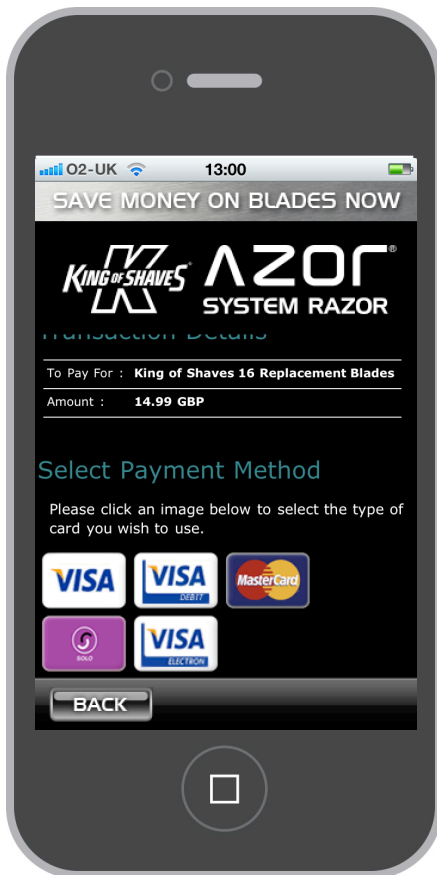 O2-UK 13:00
SAVE MONEY ON BLADES NOW
KING OF SHAVES
K
AZOR®
SYSTEM RAZOR
Transaction Details
To Pay For : King of Shaves 16 Replacement Blades
Amount : 14.99 GBP
Select Payment Method
Please click an image below to select the type of
card you wish to use.
VISA VISA DEBIT MasterCard
S SOLO VISA ELECTRON
BACK